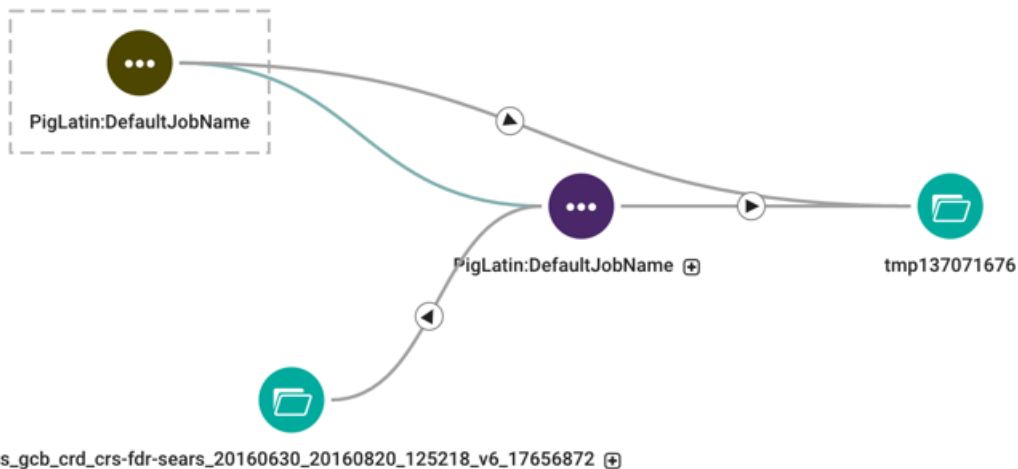 PigLatin:DefaultJobName
PigLatin:DefaultJobName
tmp137071676
s_gcb_crd_crs-fdr-sears_20160630_20160820_125218_v6_17656872